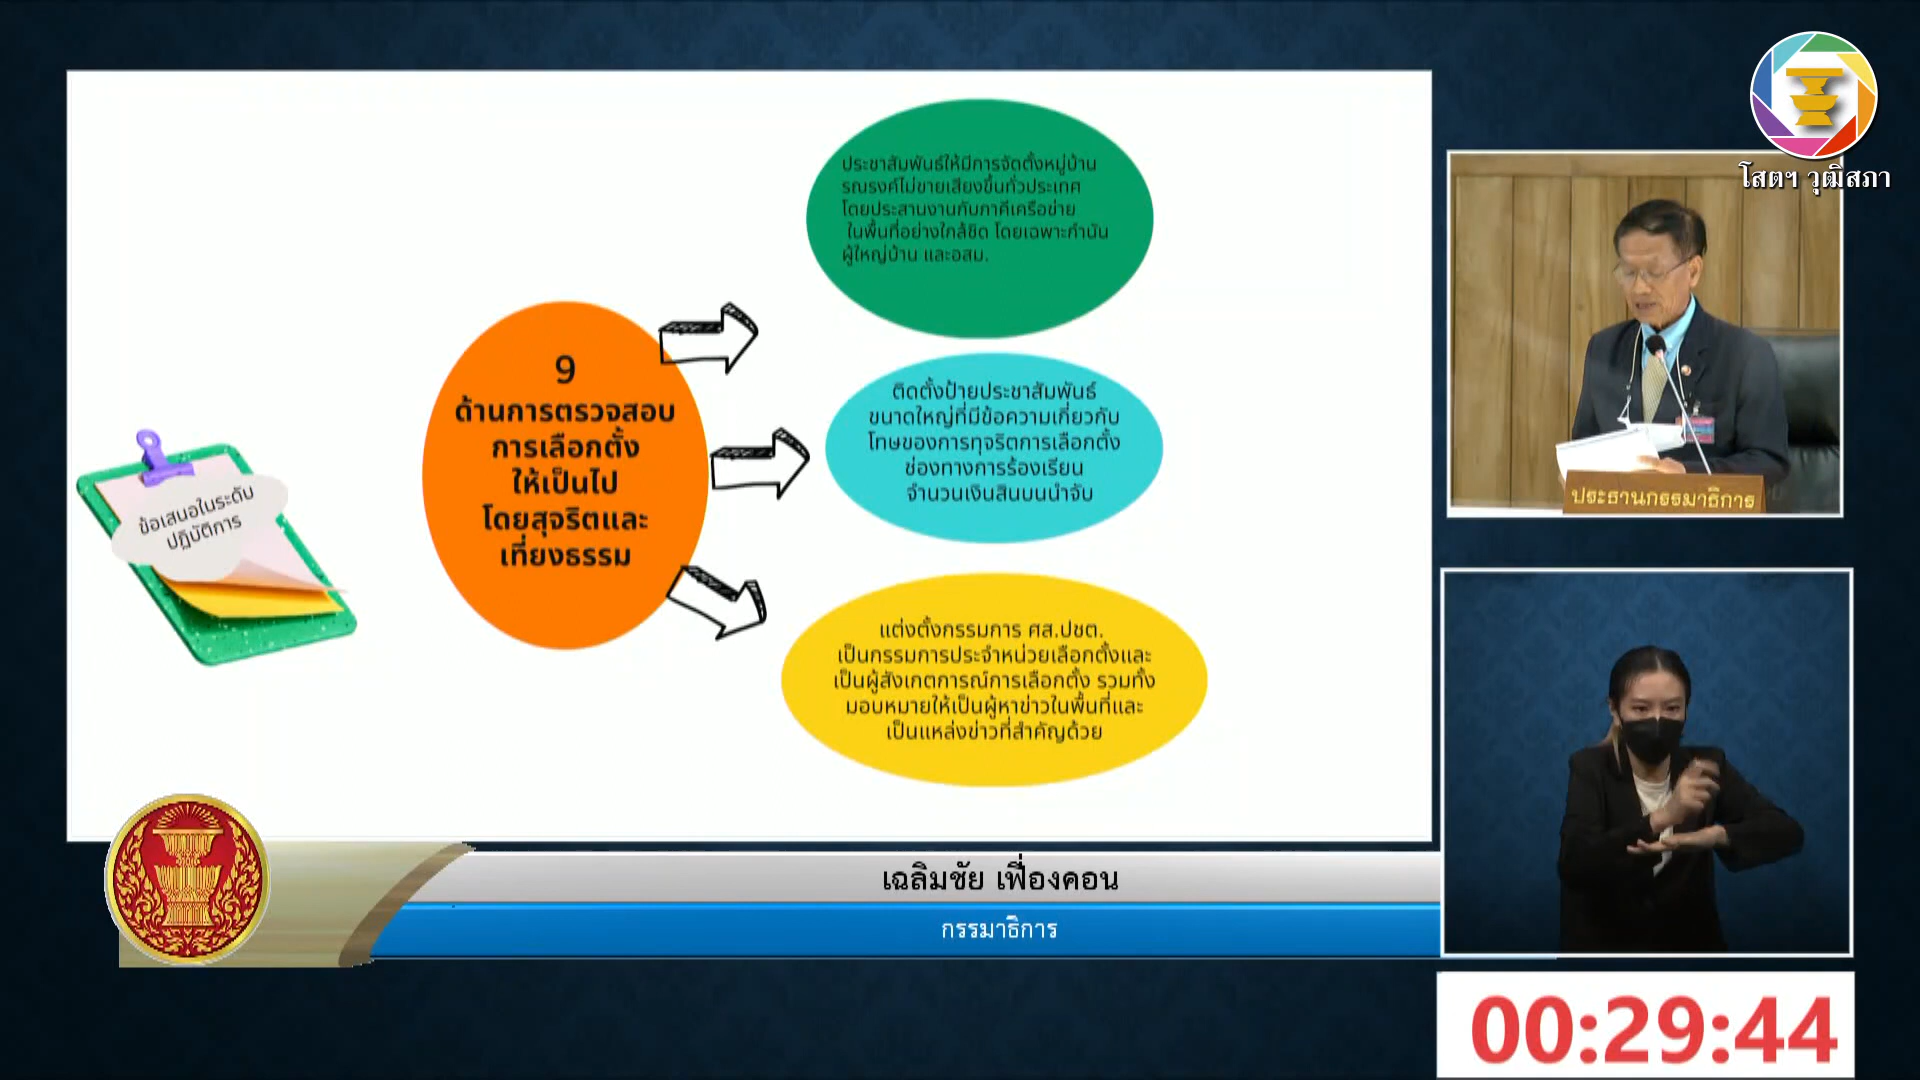 โสตฯ วุฒิสภา
ประชาสัมพันธ์ให้มีการจัดตั้งหมู่บ้าน
รณรงค์ไม่ขายเสียงขึ้นทั่วประเทศ
โดยประสานงานกับภาคีเครือข่าย
ในพื้นที่อย่างใกล้ชิด โดยเฉพาะกำนัน
ผู้ใหญ่บ้าน และอสม.
9
ด้านการตรวจสอบ
การเลือกตั้ง
ให้เป็นไป
โดยสุจริตและ
เที่ยงธรรม
ติดตั้งป้ายประชาสัมพันธ์
ขนาดใหญ่ที่มีข้อความเกี่ยวกับ
โทษของการทุจริตการเลือกตั้ง
ช่องทางการร้องเรียน
จำนวนเงินสินบนนำจับ
ข้อเสนอในระดับ
ปฏิบัติการ
แต่งตั้งกรรมการ ศส.ปชต.
เป็นกรรมการประจำหน่วยเลือกตั้งและ
เป็นผู้สังเกตการณ์การเลือกตั้ง รวมทั้ง
มอบหมายให้เป็นผู้หาข่าวในพื้นที่และ
เป็นแหล่งข่าวที่สำคัญด้วย
ประธานกรรมาธิการ
เฉลิมชัย เฟื่องคอน
กรรมาธิการ
00:29:44